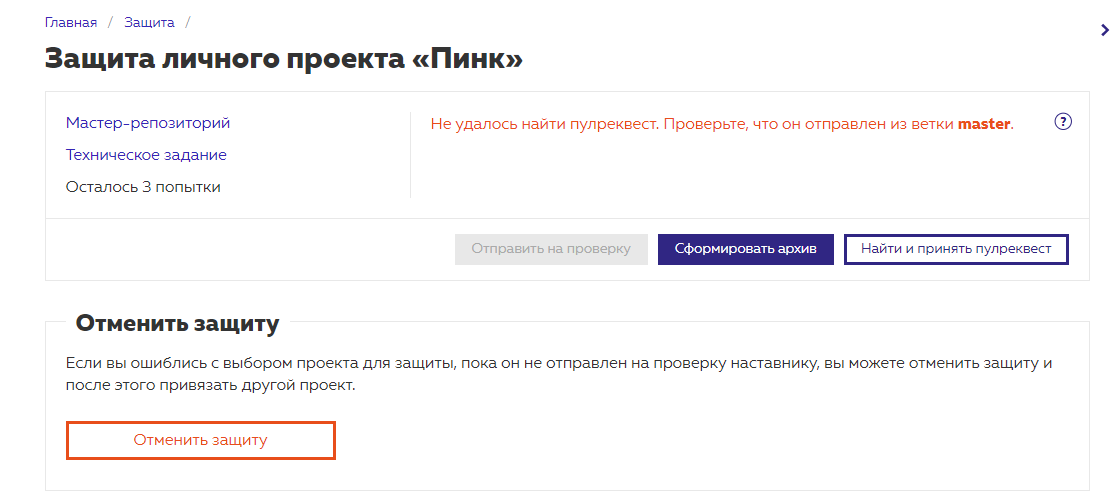 Главная / Защита /
Защита личного проекта «Пинк»
Мастер-репозиторий
Техническое задание
Осталось 3 попытки
Не удалось найти пулреквест. Проверьте, что он отправлен из ветки master.
?
Отправить на проверку
Сформировать архив
Найти и принять пулреквест
Отменить защиту
Если вы ошиблись с выбором проекта для защиты, пока он не отправлен на проверку наставнику, вы можете отменить защиту и
после этого привязать другой проект.
Отменить защиту